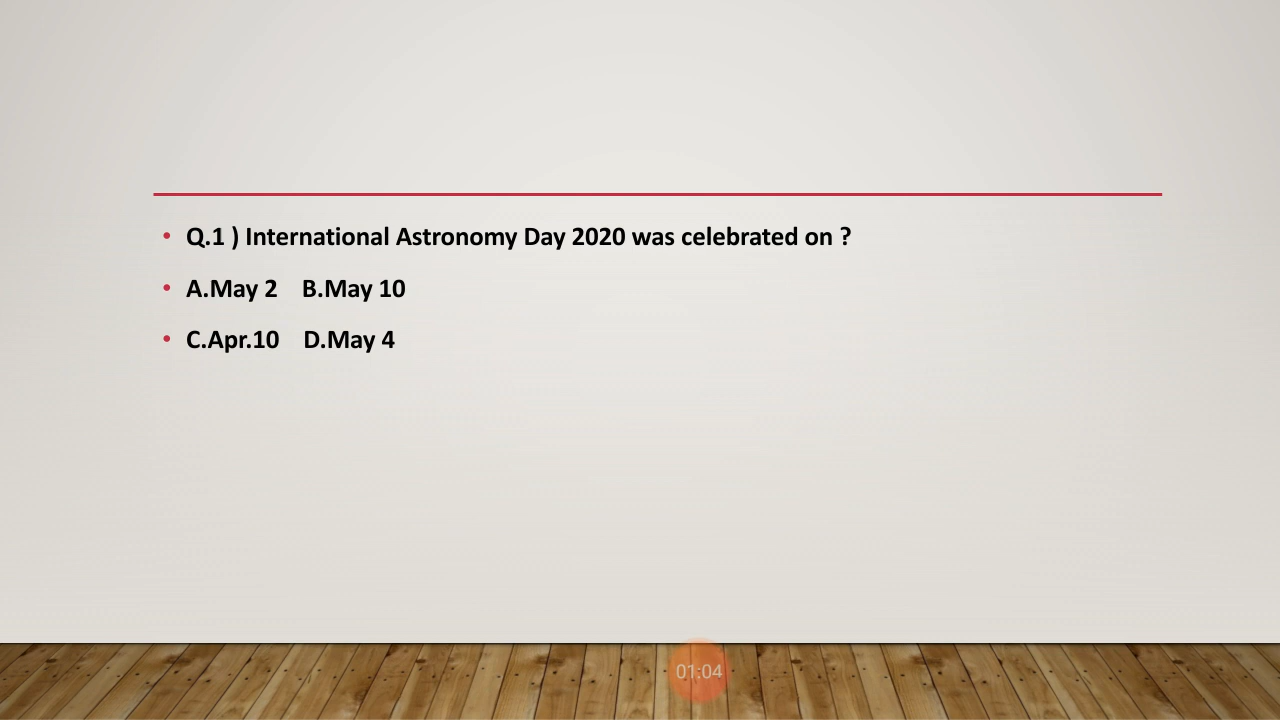 Q.1 ) International Astronomy Day 2020 was celebrated on ?
A.May 2    B.May 10
C.Apr.10    D.May 4
01:04